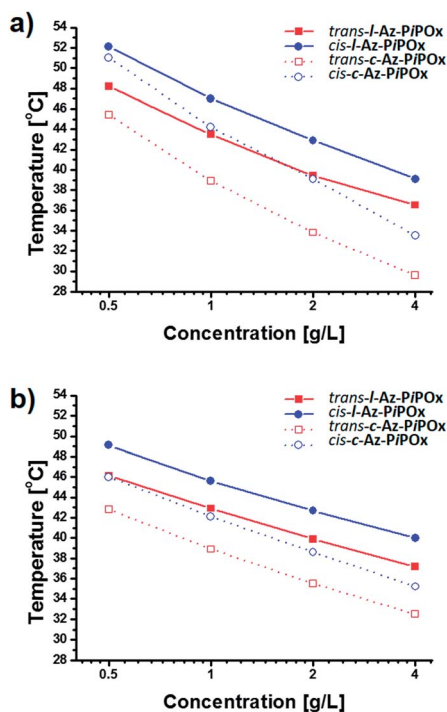 a)
54
52
50
48
46
44
42
40
38
36
34
32
30
28
Temperature [°C]
trans-l-Az-PiPOx
cis-l-Az-PiPOx
trans-c-Az-PiPOx
cis-c-Az-PiPOx
0.5 1 2 4
Concentration [g/L]
b)
54
52
50
48
46
44
42
40
38
36
34
32
30
28
Temperature [°C]
trans-l-Az-PiPOx
cis-l-Az-PiPOx
trans-c-Az-PiPOx
cis-c-Az-PiPOx
0.5 1 2 4
Concentration [g/L]